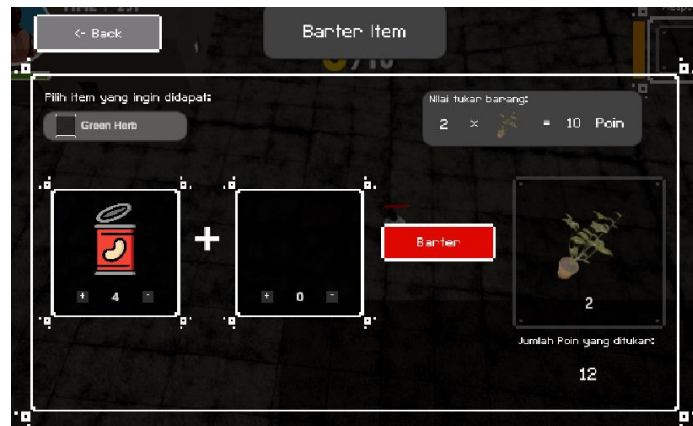 <- Back
Barter Item
Pilih item yang ingin didapat:
Green Herb
Nilai tukar barang:
2 x = 10 Poin
+ 4 -
+
+ 0 -
Barter
2
Jumlah Poin yang ditukar:
12